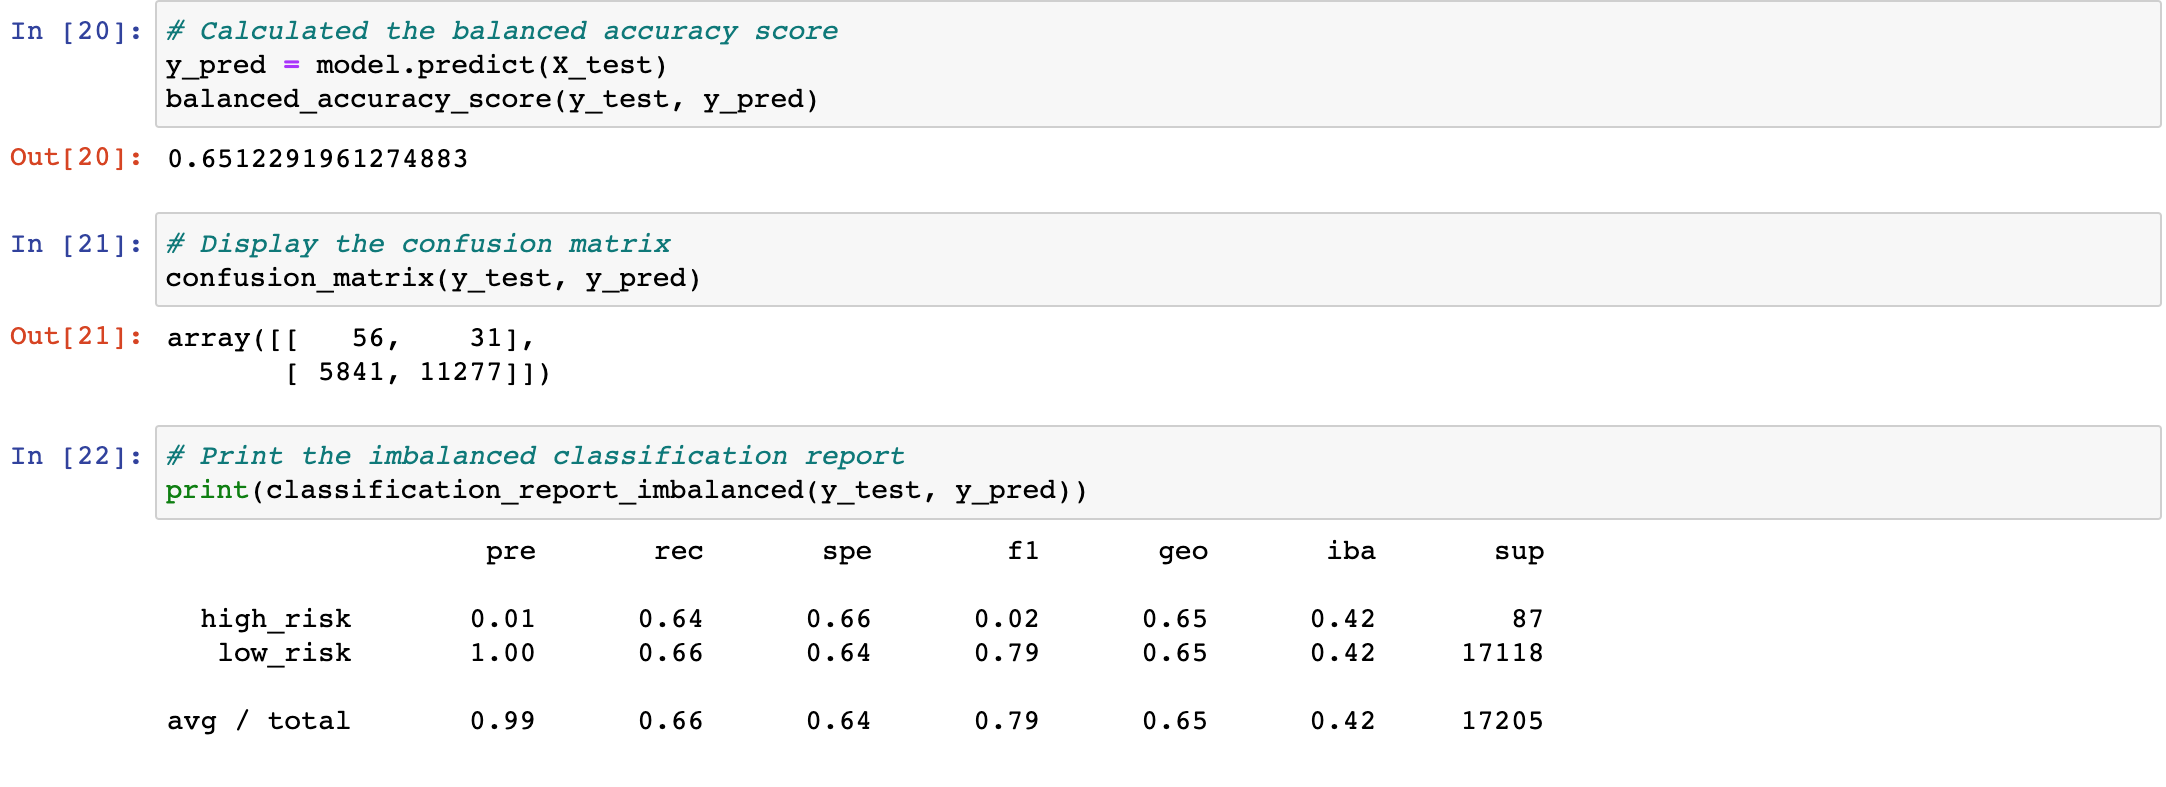 In [20]: # Calculated the balanced accuracy score
y_pred = model.predict(X_test)
balanced_accuracy_score(y_test, y_pred)
Out[20]: 0.6512291961274883
In [21]: # Display the confusion matrix
confusion_matrix(y_test, y_pred)
Out[21]: array([[   56,    31],
       [ 5841, 11277]])
In [22]: # Print the imbalanced classification report
print(classification_report_imbalanced(y_test, y_pred))
                   pre       rec       spe        f1       geo       iba       sup
  high_risk       0.01      0.64      0.66      0.02      0.65      0.42        87
   low_risk       1.00      0.66      0.64      0.79      0.65      0.42     17118
avg / total       0.99      0.66      0.64      0.79      0.65      0.42     17205